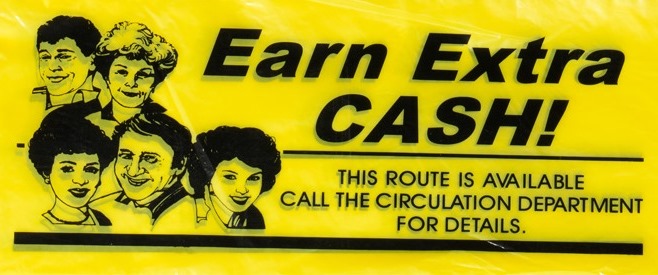 Earn Extra
CASH!
THIS ROUTE IS AVAILABLE
CALL THE CIRCULATION DEPARTMENT
FOR DETAILS.